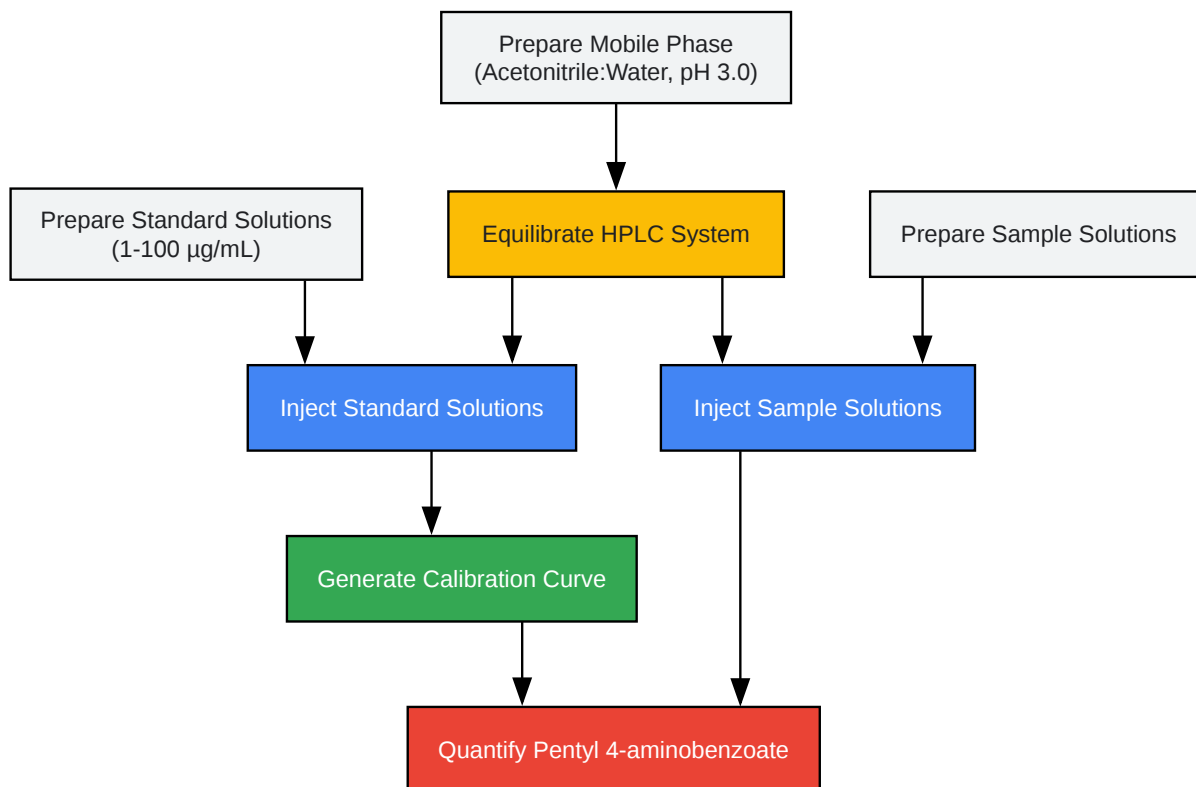 Prepare Mobile Phase
(Acetonitrile:Water, pH 3.0)
Prepare Standard Solutions
(1-100 µg/mL)
Equilibrate HPLC System
Prepare Sample Solutions
Inject Standard Solutions
Inject Sample Solutions
Generate Calibration Curve
Quantify Pentyl 4-aminobenzoate